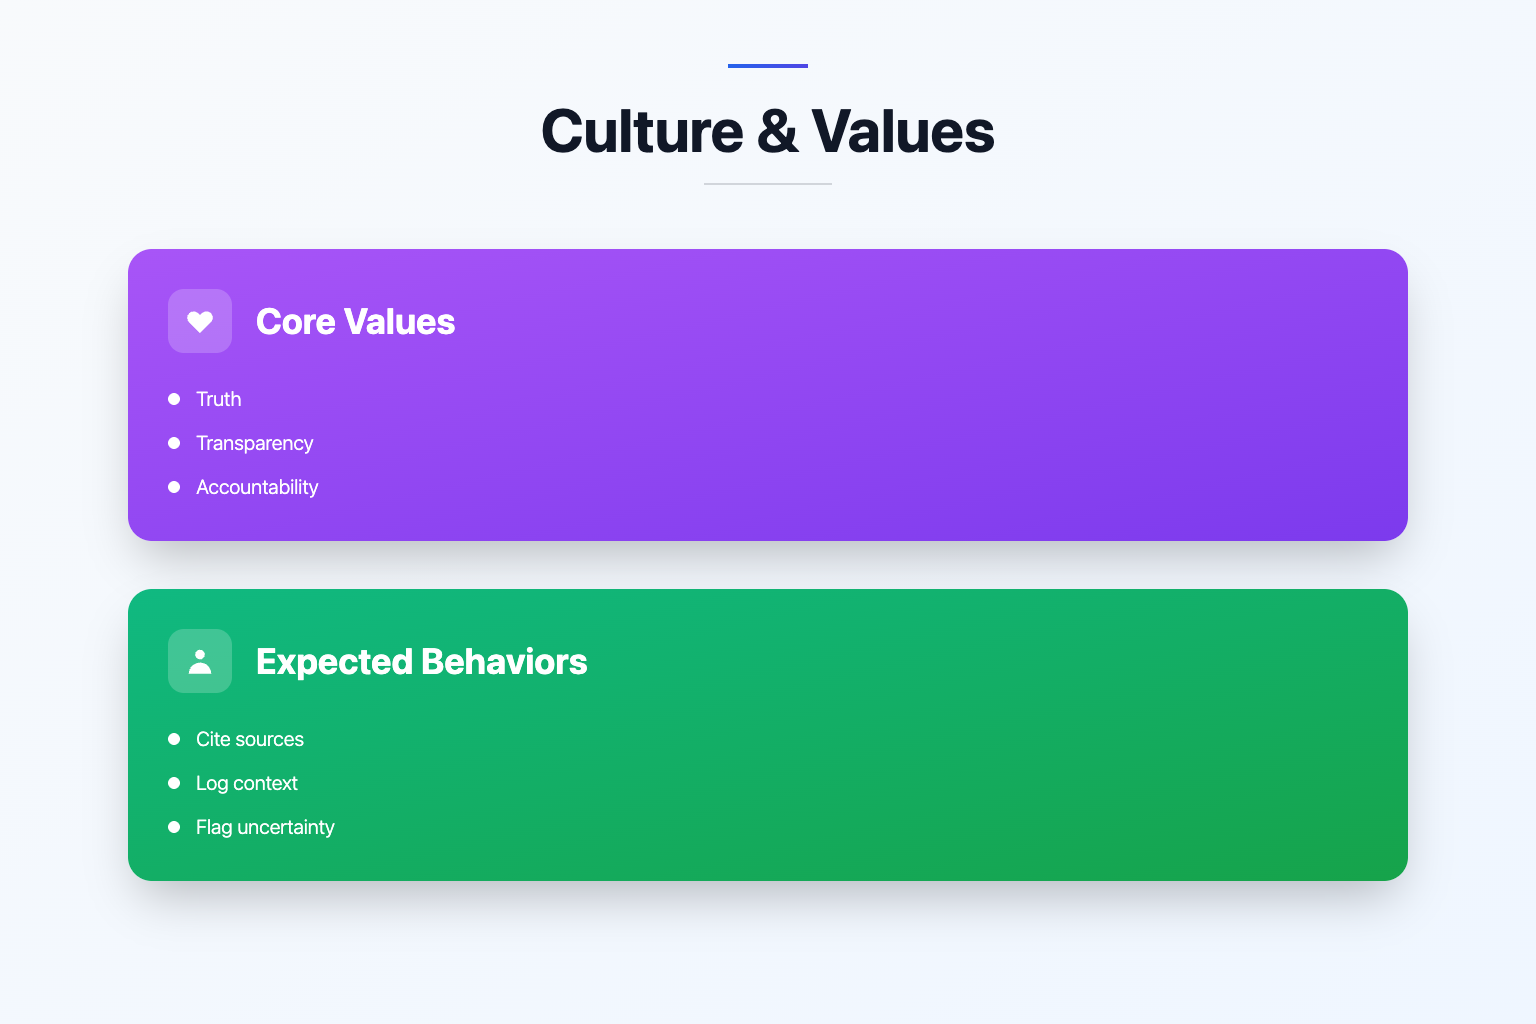 Culture & Values
Core Values
Truth
Transparency
Accountability
Expected Behaviors
Cite sources
Log context
Flag uncertainty